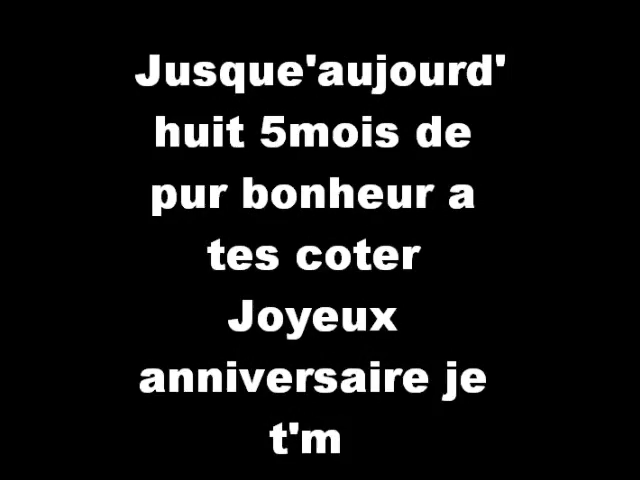 Jusque'aujourd'
huit 5mois de
pur bonheur a
tes coter
Joyeux
anniversaire je
t'm